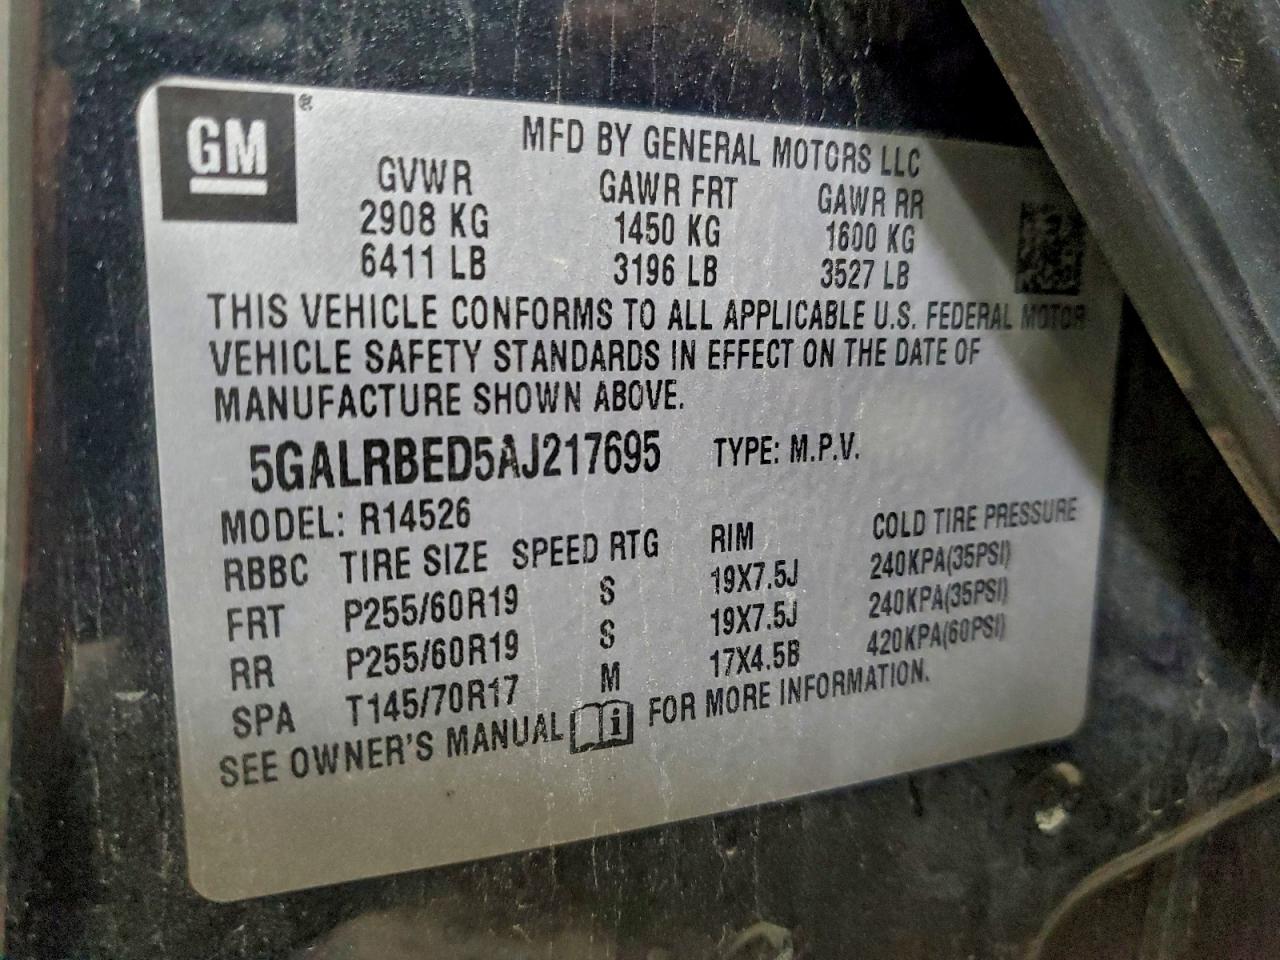 GM ®
MFD BY GENERAL MOTORS LLC
GVWR GAWR FRT GAWR RR
2908 KG 1450 KG 1600 KG
6411 LB 3196 LB 3527 LB
THIS VEHICLE CONFORMS TO ALL APPLICABLE U.S. FEDERAL MOTOR
VEHICLE SAFETY STANDARDS IN EFFECT ON THE DATE OF
MANUFACTURE SHOWN ABOVE.
5GALRBED5AJ217695 TYPE: M.P.V.
MODEL: R14526
RBBC TIRE SIZE SPEED RTG RIM COLD TIRE PRESSURE
FRT P255/60R19 S 19X7.5J 240KPA(35PSI)
RR P255/60R19 S 19X7.5J 240KPA(35PSI)
SPA T145/70R17 M 17X4.5B 420KPA(60PSI)
SEE OWNER'S MANUAL i FOR MORE INFORMATION.